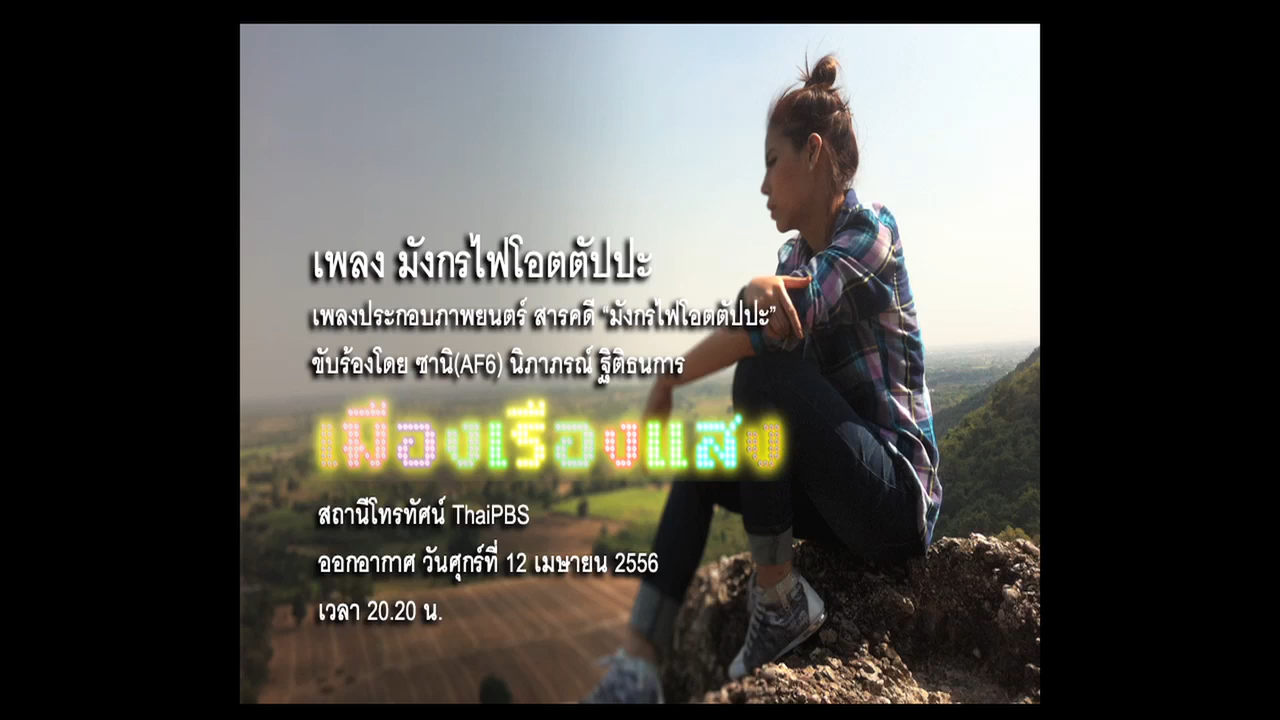 เพลง มังกรไฟโอตตัปปะ
เพลงประกอบภาพยนตร์ สารคดี “มังกรไฟโอตตัปปะ”
ขับร้องโดย ซานิ(AF6) นิภาภรณ์ ฐิติธนการ
เมืองเรืองแสง
สถานีโทรทัศน์ ThaiPBS
ออกอากาศ วันศุกร์ที่ 12 เมษายน 2556
เวลา 20.20 น.